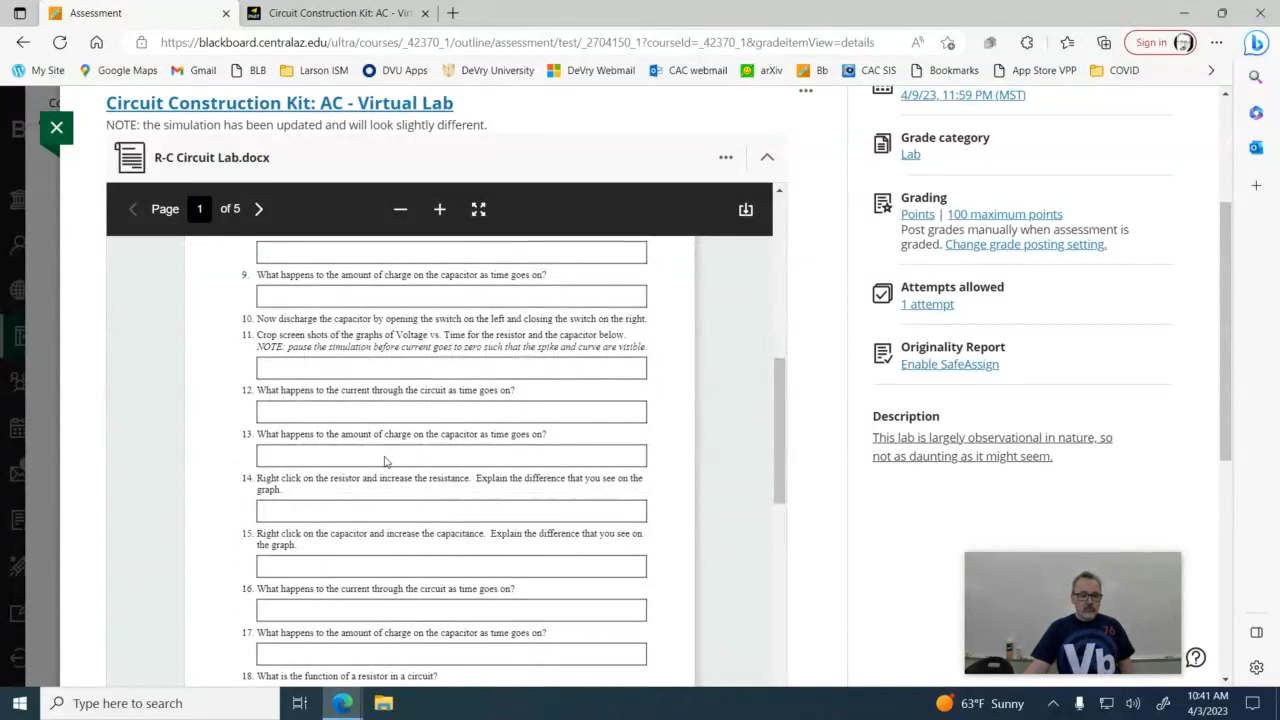 Assessment
Circuit Construction Kit: AC - Virt
https://blackboard.centralaz.edu/ultra/courses/_42370_1/outline/assessment/test/_2704150_1?courseId=_42370_1&gradeitemView=details
Sign in
My Site
Google Maps
Gmail
BLB
Larson ISM
DVU Apps
DeVry University
DeVry Webmail
CAC webmail
arXiv
Bb
CAC SIS
Bookmarks
App Store VPP
COVID
Circuit Construction Kit: AC - Virtual Lab
NOTE: the simulation has been updated and will look slightly different.
R-C Circuit Lab.docx
Page 1 of 5
9. What happens to the amount of charge on the capacitor as time goes on?
10. Now discharge the capacitor by opening the switch on the left and closing the switch on the right.
11. Crop screen shots of the graphs of Voltage vs. Time for the resistor and the capacitor below.
NOTE: pause the simulation before current goes to zero such that the spike and curve are visible.
12. What happens to the current through the circuit as time goes on?
13. What happens to the amount of charge on the capacitor as time goes on?
14. Right click on the resistor and increase the resistance. Explain the difference that you see on the
graph.
15. Right click on the capacitor and increase the capacitance. Explain the difference that you see on
the graph.
16. What happens to the current through the circuit as time goes on?
17. What happens to the amount of charge on the capacitor as time goes on?
18. What is the function of a resistor in a circuit?
4/9/23, 11:59 PM (MST)
Grade category
Lab
Grading
Points | 100 maximum points
Post grades manually when assessment is
graded. Change grade posting setting.
Attempts allowed
1 attempt
Originality Report
Enable SafeAssign
Description
This lab is largely observational in nature, so
not as daunting as it might seem.
76
Vb
Type here to search
63°F Sunny
10:41 AM
4/3/2023